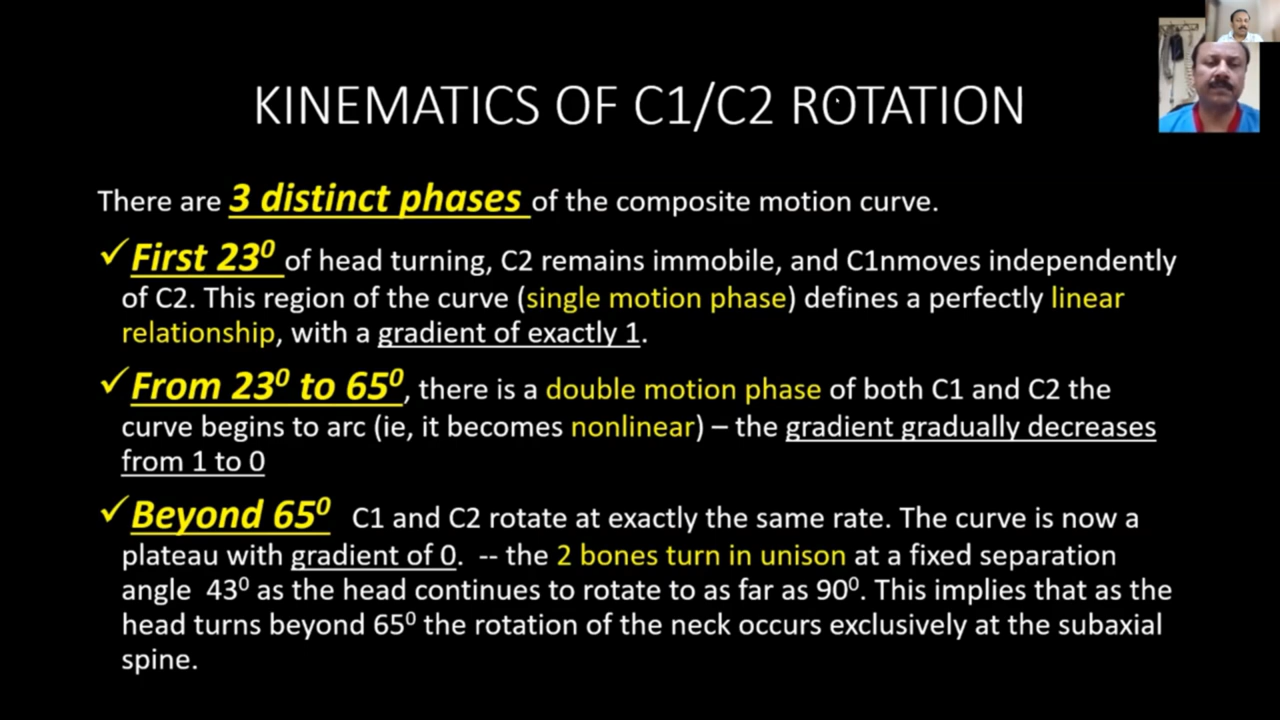 KINEMATICS OF C1/C2 ROTATION
There are 3 distinct phases of the composite motion curve.
✓First 23⁰ of head turning, C2 remains immobile, and C1nmoves independently
of C2. This region of the curve (single motion phase) defines a perfectly linear
relationship, with a gradient of exactly 1.
✓From 23⁰ to 65⁰, there is a double motion phase of both C1 and C2 the
curve begins to arc (ie, it becomes nonlinear) – the gradient gradually decreases
from 1 to 0
✓Beyond 65⁰ C1 and C2 rotate at exactly the same rate. The curve is now a
plateau with gradient of 0. -- the 2 bones turn in unison at a fixed separation
angle 43⁰ as the head continues to rotate to as far as 90⁰. This implies that as the
head turns beyond 65⁰ the rotation of the neck occurs exclusively at the subaxial
spine.